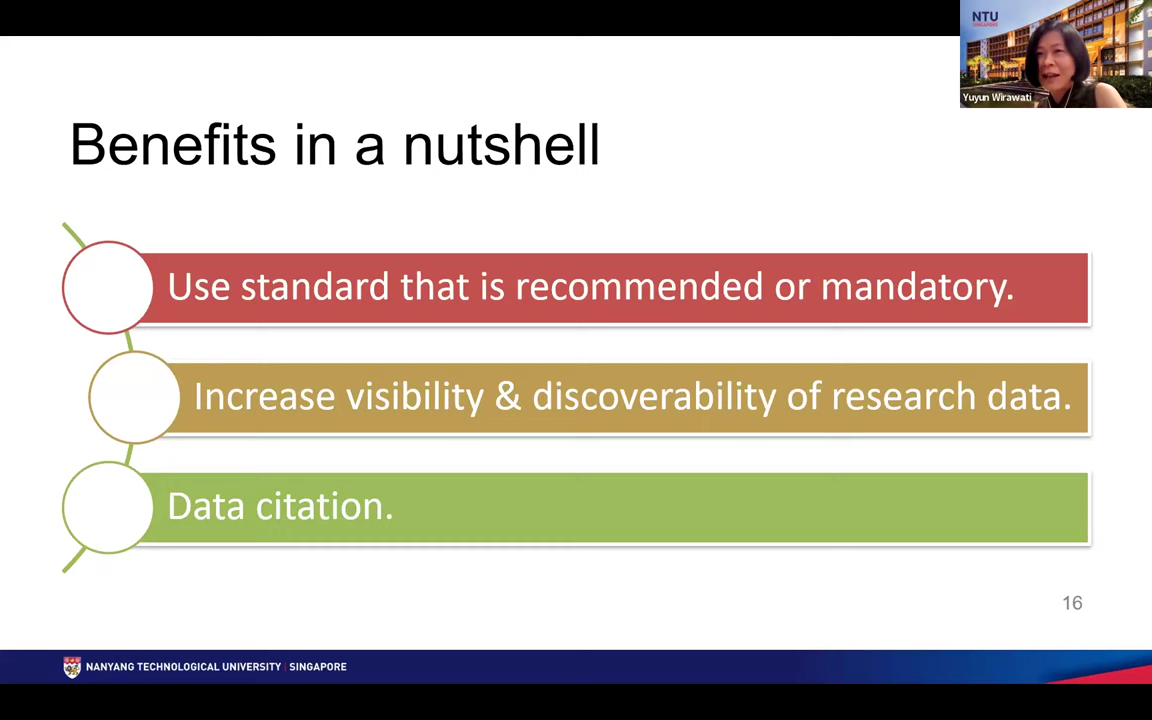 NTU
SINGAPORE
Yuyun Wirawati
Benefits in a nutshell
Use standard that is recommended or mandatory.
Increase visibility & discoverability of research data.
Data citation.
16
NANYANG TECHNOLOGICAL UNIVERSITY | SINGAPORE